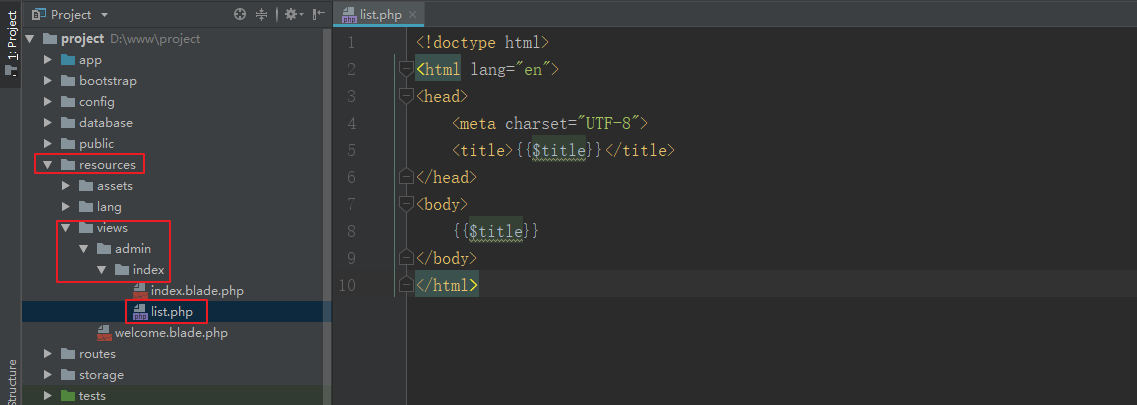 1: Project
Structure
Project
project D:\www\project
app
bootstrap
config
database
public
resources
assets
lang
views
admin
index
index.blade.php
list.php
welcome.blade.php
routes
storage
tests
list.php
1 <!doctype html>
2 <html lang="en">
3 <head>
4 <meta charset="UTF-8">
5 <title>{{$title}}</title>
6 </head>
7 <body>
8 {{$title}}
9 </body>
10 </html>